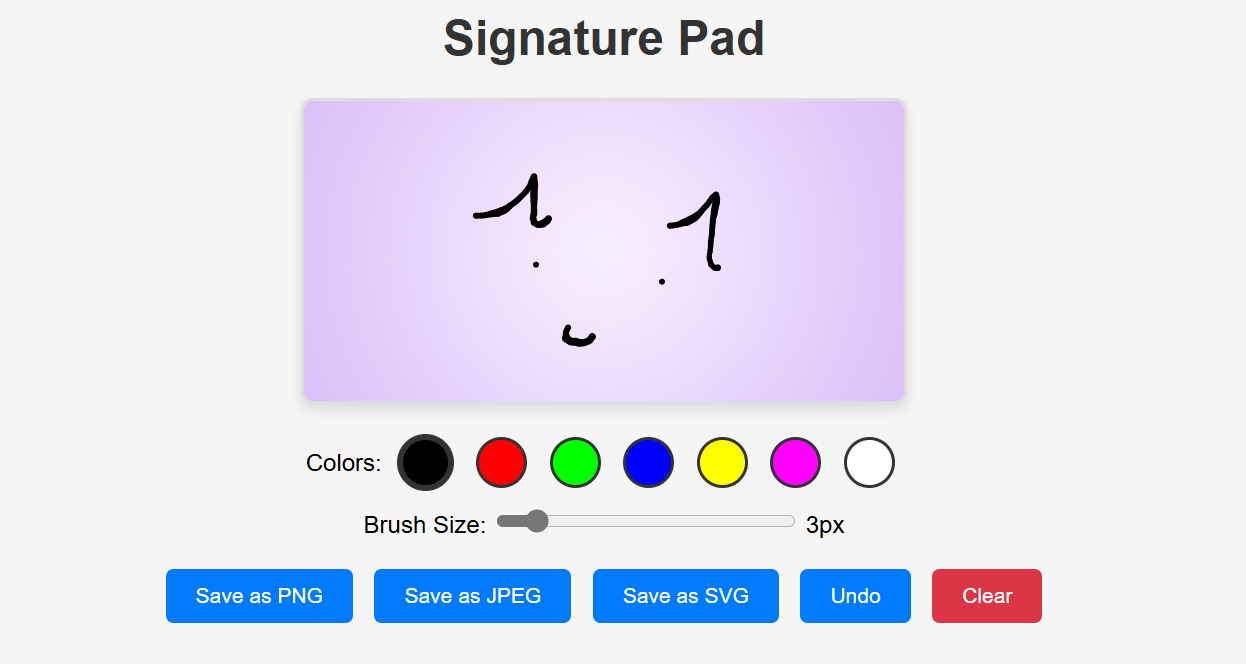 Signature Pad
Colors:
Brush Size: 3px
Save as PNG Save as JPEG Save as SVG Undo Clear